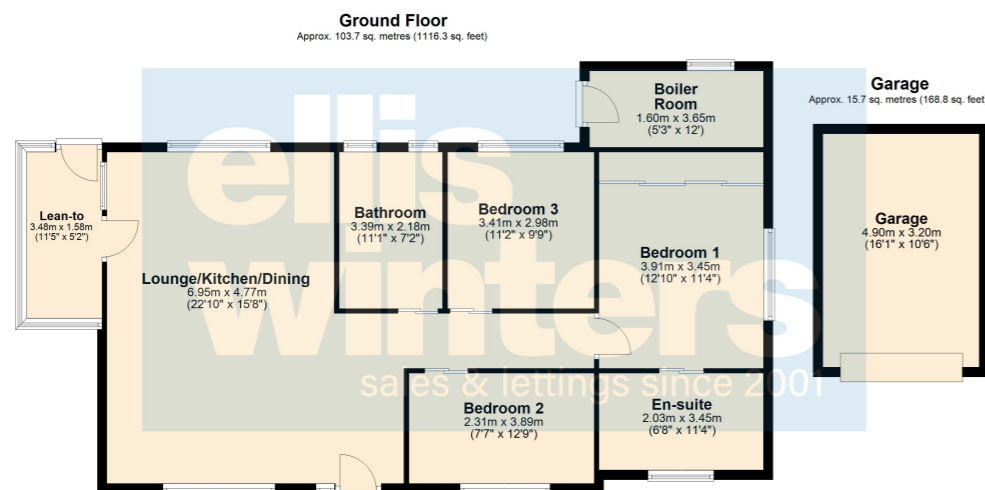 Ground Floor
Approx. 103.7 sq. metres (1116.3 sq. feet)
Boiler
Room
1.60m x 3.65m
(5'3" x 12')
Garage
Approx. 15.7 sq. metres (168.8 sq. feet
Lean-to
3.48m x 1.58m
(11'5" x 5'2")
Bathroom
3.39m x 2.18m
(11'1" x 7'2")
Bedroom 3
3.41m x 2.98m
(11'2" x 9'9")
Garage
4.90m x 3.20m
(16'1" x 10'6")
Bedroom 1
3.91m x 3.45m
(12'10" x 11'4")
Lounge/Kitchen/Dining
6.95m x 4.77m
(22'10" x 15'8")
Bedroom 2
2.31m x 3.89m
(7'7" x 12'9")
En-suite
2.03m x 3.45m
(6'8" x 11'4")
ellis
winters
sales & lettings since 2001